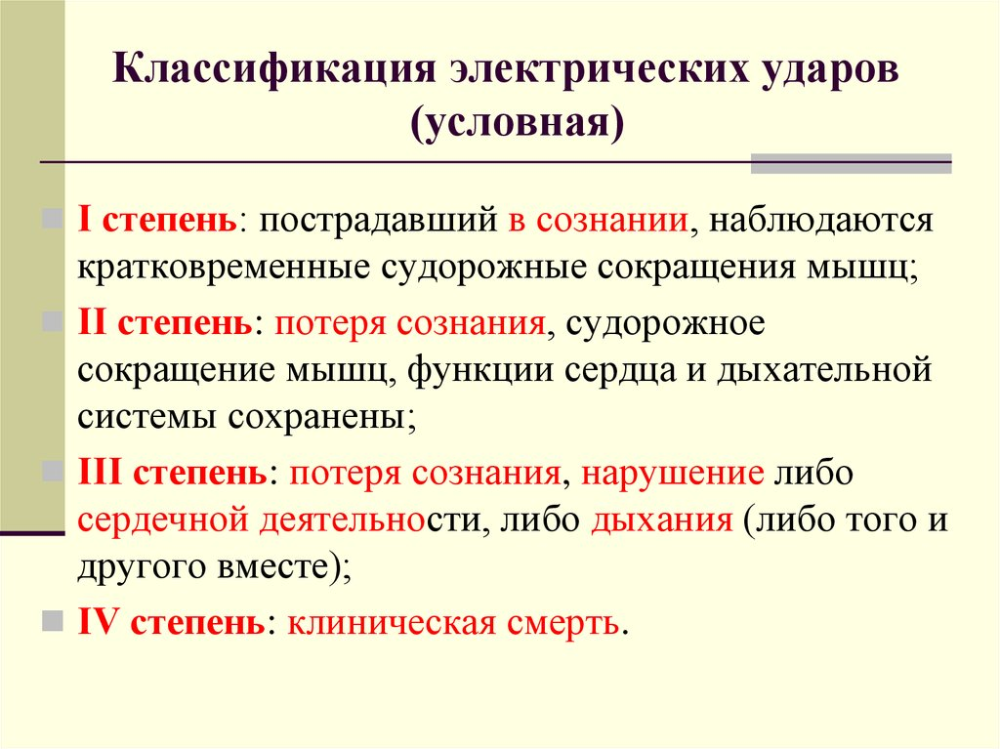 Классификация электрических ударов
(условная)
I степень: пострадавший в сознании, наблюдаются
кратковременные судорожные сокращения мышц;
II степень: потеря сознания, судорожное
сокращение мышц, функции сердца и дыхательной
системы сохранены;
III степень: потеря сознания, нарушение либо
сердечной деятельности, либо дыхания (либо того и
другого вместе);
IV степень: клиническая смерть.